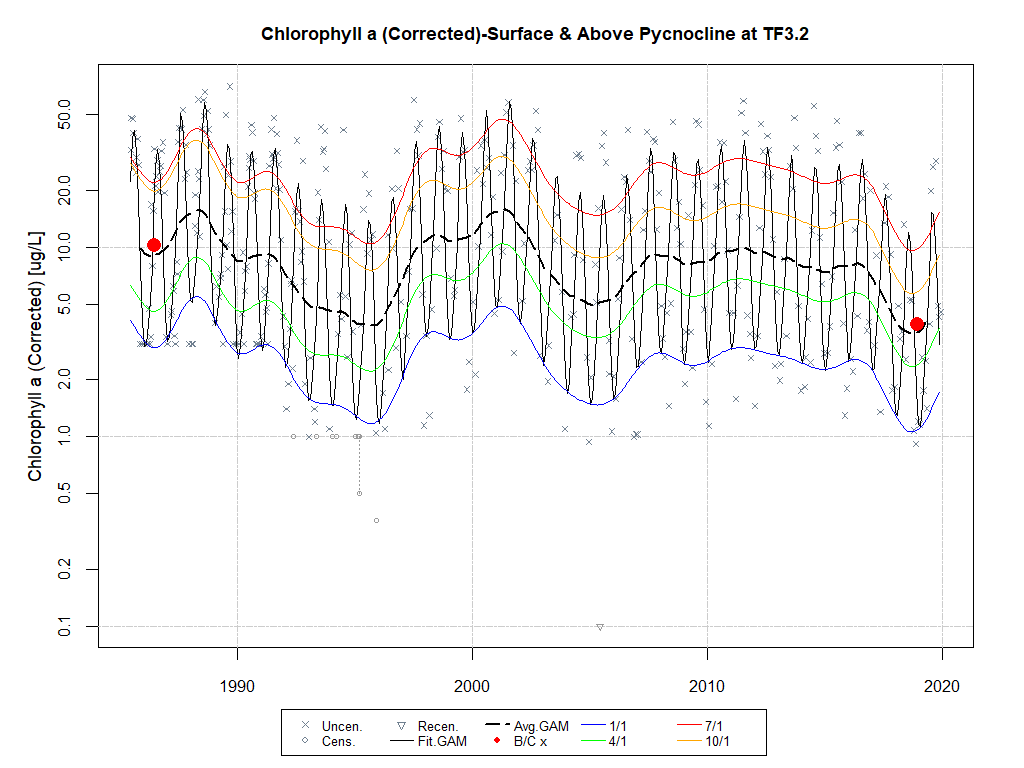 Chlorophyll a (Corrected)-Surface & Above Pycnocline at TF3.2
Chlorophyll a (Corrected) [ug/L]
50.0
20.0
10.0
5.0
2.0
1.0
0.5
0.2
0.1
1990 2000 2010 2020
Uncen. Recen. Avg.GAM 1/1 7/1
Cens. Fit.GAM B/C x 4/1 10/1